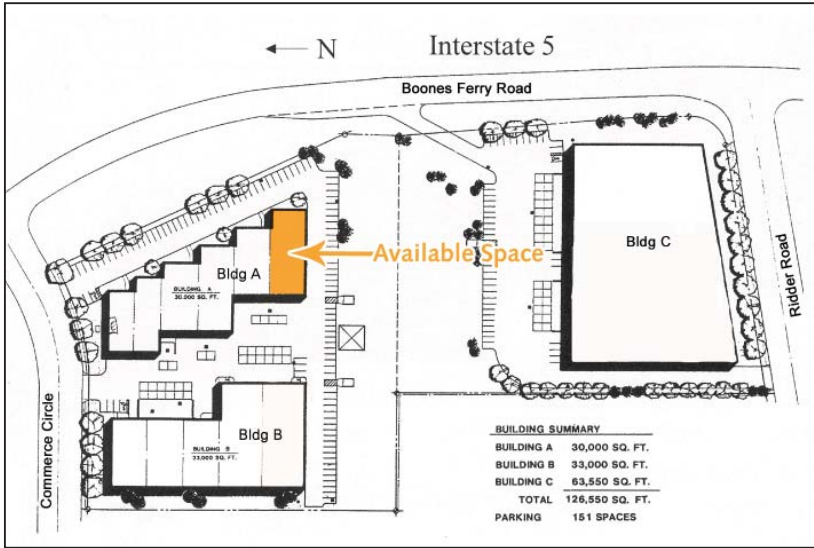 N
Interstate 5
Boones Ferry Road
Available Space
Bldg A
BUILDING A
30,000 SQ. FT.
Bldg C
Ridder Road
Commerce Circle
Bldg B
BUILDING B
33,000 SQ. FT.
BUILDING SUMMARY
BUILDING A 30,000 SQ. FT.
BUILDING B 33,000 SQ. FT.
BUILDING C 63,550 SQ. FT.
TOTAL 126,550 SQ. FT.
PARKING 151 SPACES